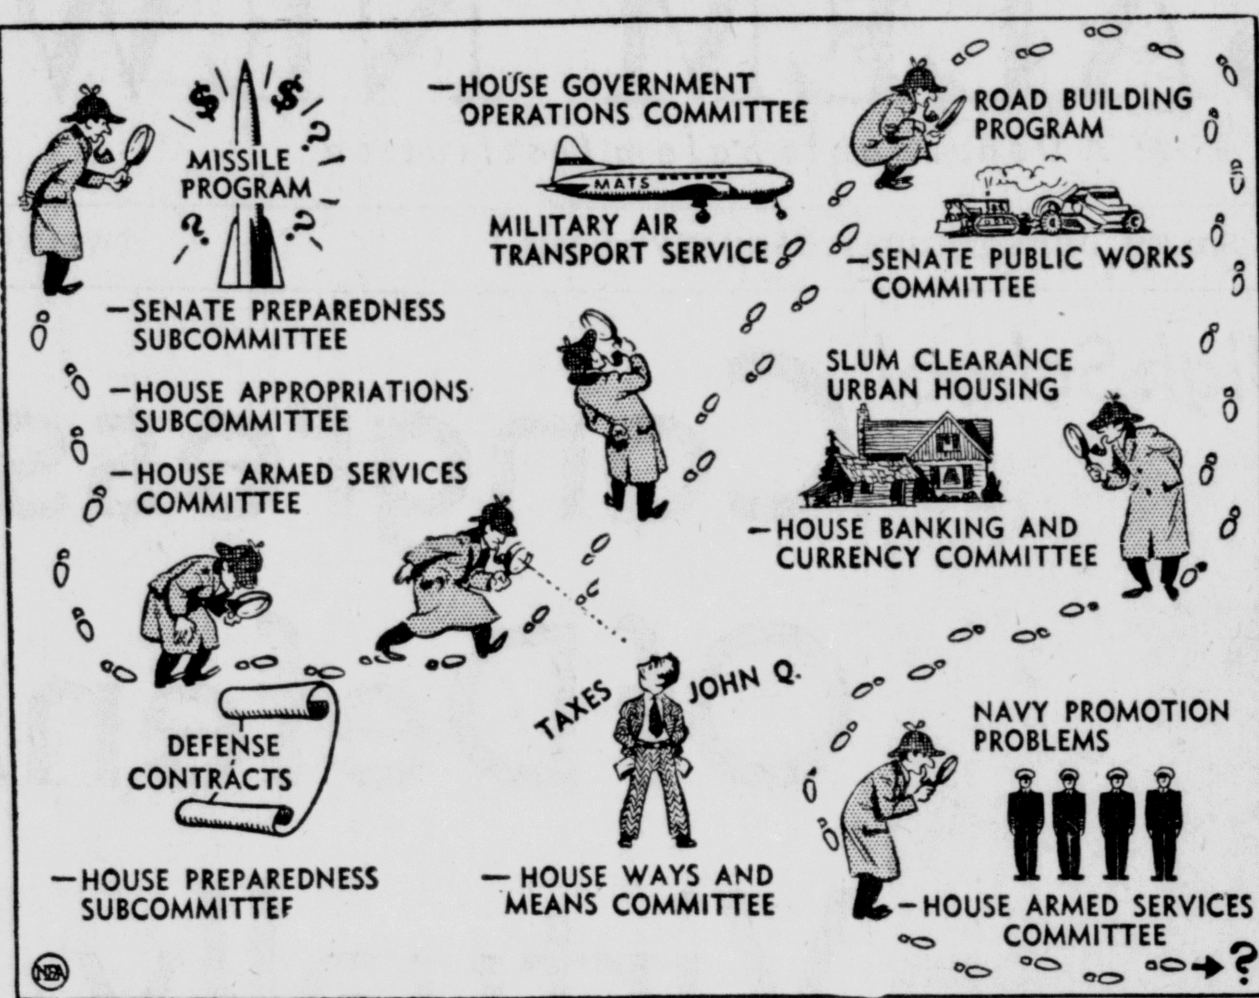 $ $
?
MISSILE
PROGRAM
? ?
—SENATE PREPAREDNESS
SUBCOMMITTEE
—HOUSE APPROPRIATIONS
SUBCOMMITTEE
—HOUSE ARMED SERVICES
COMMITTEE
DEFENSE
CONTRACTS
—HOUSE PREPAREDNESS
SUBCOMMITTEE
—HOUSE GOVERNMENT
OPERATIONS COMMITTEE
MATS
MILITARY AIR
TRANSPORT SERVICE
TAXES JOHN Q.
—HOUSE WAYS AND
MEANS COMMITTEE
ROAD BUILDING
PROGRAM
—SENATE PUBLIC WORKS
COMMITTEE
SLUM CLEARANCE
URBAN HOUSING
—HOUSE BANKING AND
CURRENCY COMMITTEE
NAVY PROMOTION
PROBLEMS
—HOUSE ARMED SERVICES
COMMITTEE
?
NEA